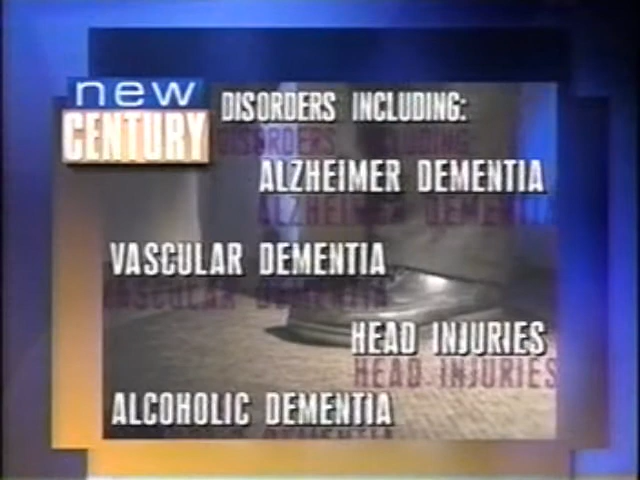 new
CENTURY
DISORDERS INCLUDING:
ALZHEIMER DEMENTIA
VASCULAR DEMENTIA
HEAD INJURIES
ALCOHOLIC DEMENTIA